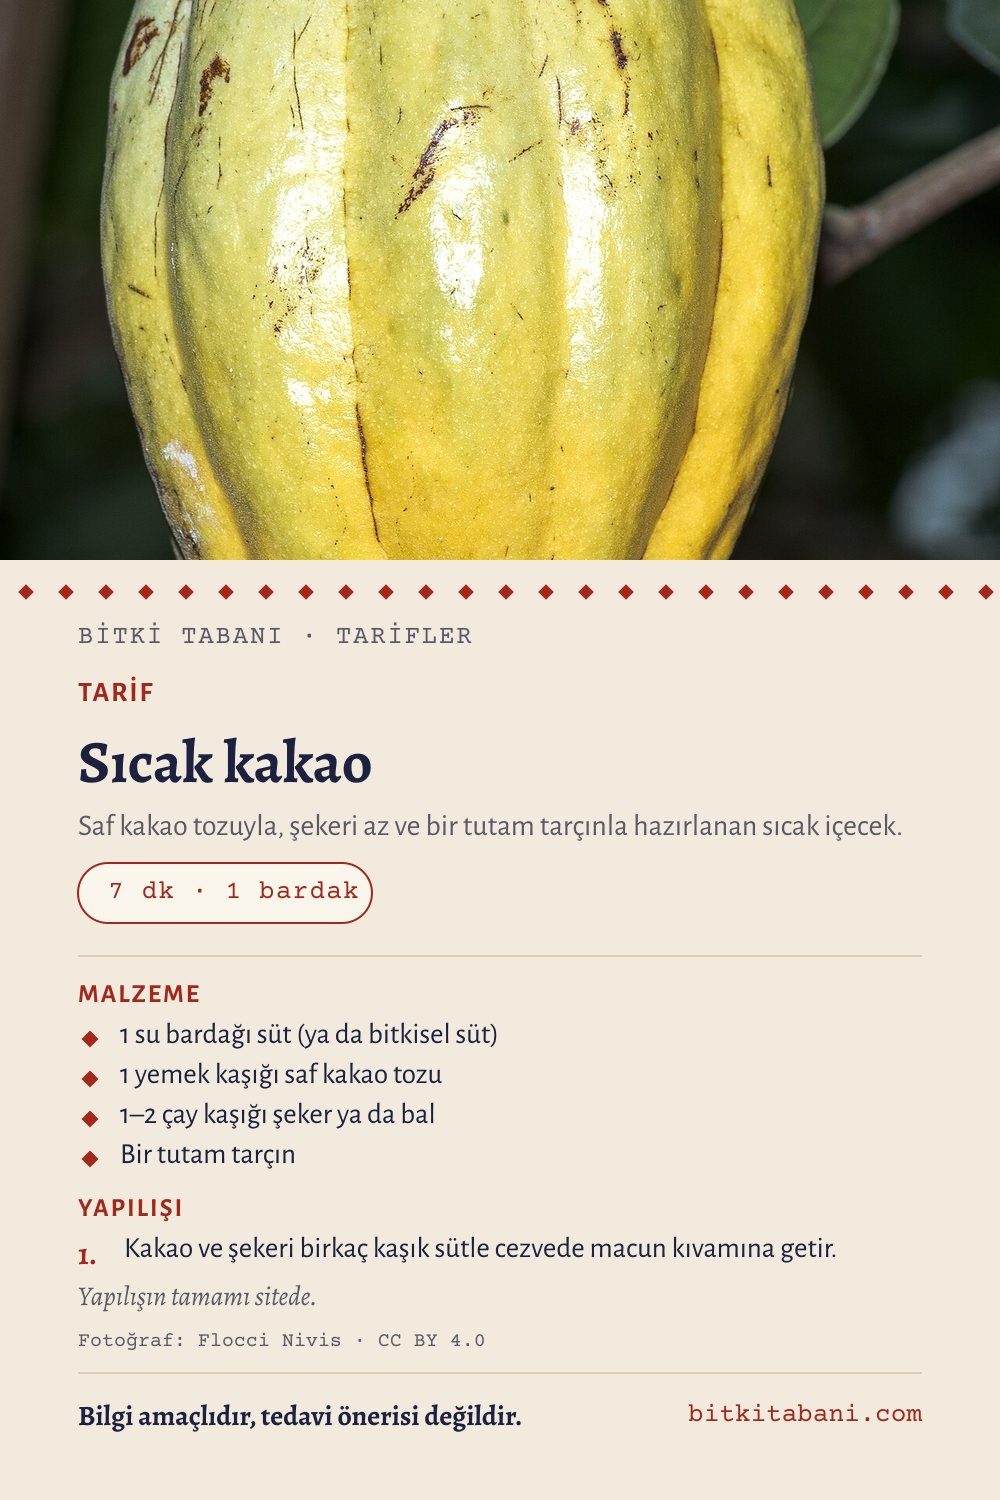 BİTKİ TABANI · TARİFLER
TARİF
Sıcak kakao
Saf kakao tozuyla, şekeri az ve bir tutam tarçınla hazırlanan sıcak içecek.
7 dk · 1 bardak
MALZEME
◆ 1 su bardağı süt (ya da bitkisel süt)
◆ 1 yemek kaşığı saf kakao tozu
◆ 1–2 çay kaşığı şeker ya da bal
◆ Bir tutam tarçın
YAPILIŞI
1. Kakao ve şekeri birkaç kaşık sütle cezvede macun kıvamına getir.
Yapılışın tamamı sitede.
Fotoğraf: Flocci Nivis · CC BY 4.0
Bilgi amaçlıdır, tedavi önerisi değildir.
bitkitabani.com